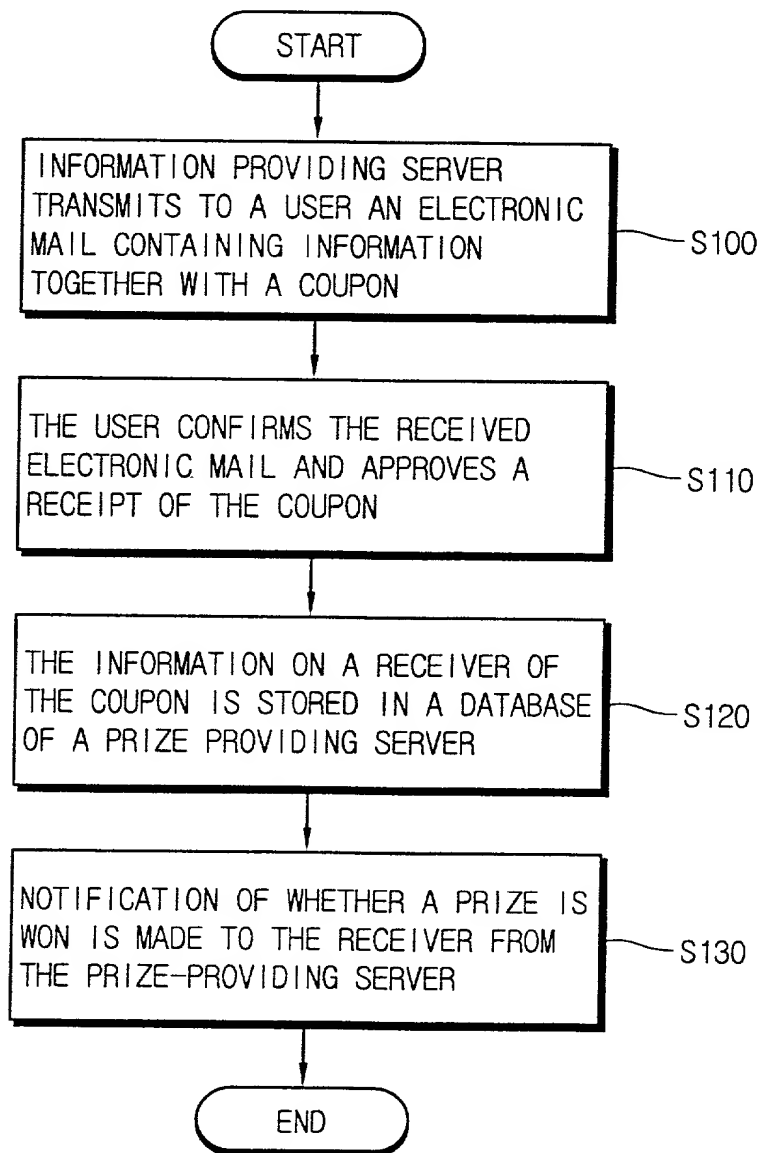 START
INFORMATION PROVIDING SERVER
TRANSMITS TO A USER AN ELECTRONIC
MAIL CONTAINING INFORMATION
TOGETHER WITH A COUPON
S100
THE USER CONFIRMS THE RECEIVED
ELECTRONIC MAIL AND APPROVES A
RECEIPT OF THE COUPON
S110
THE INFORMATION ON A RECEIVER OF
THE COUPON IS STORED IN A DATABASE
OF A PRIZE PROVIDING SERVER
S120
NOTIFICATION OF WHETHER A PRIZE IS
WON IS MADE TO THE RECEIVER FROM
THE PRIZE-PROVIDING SERVER
S130
END